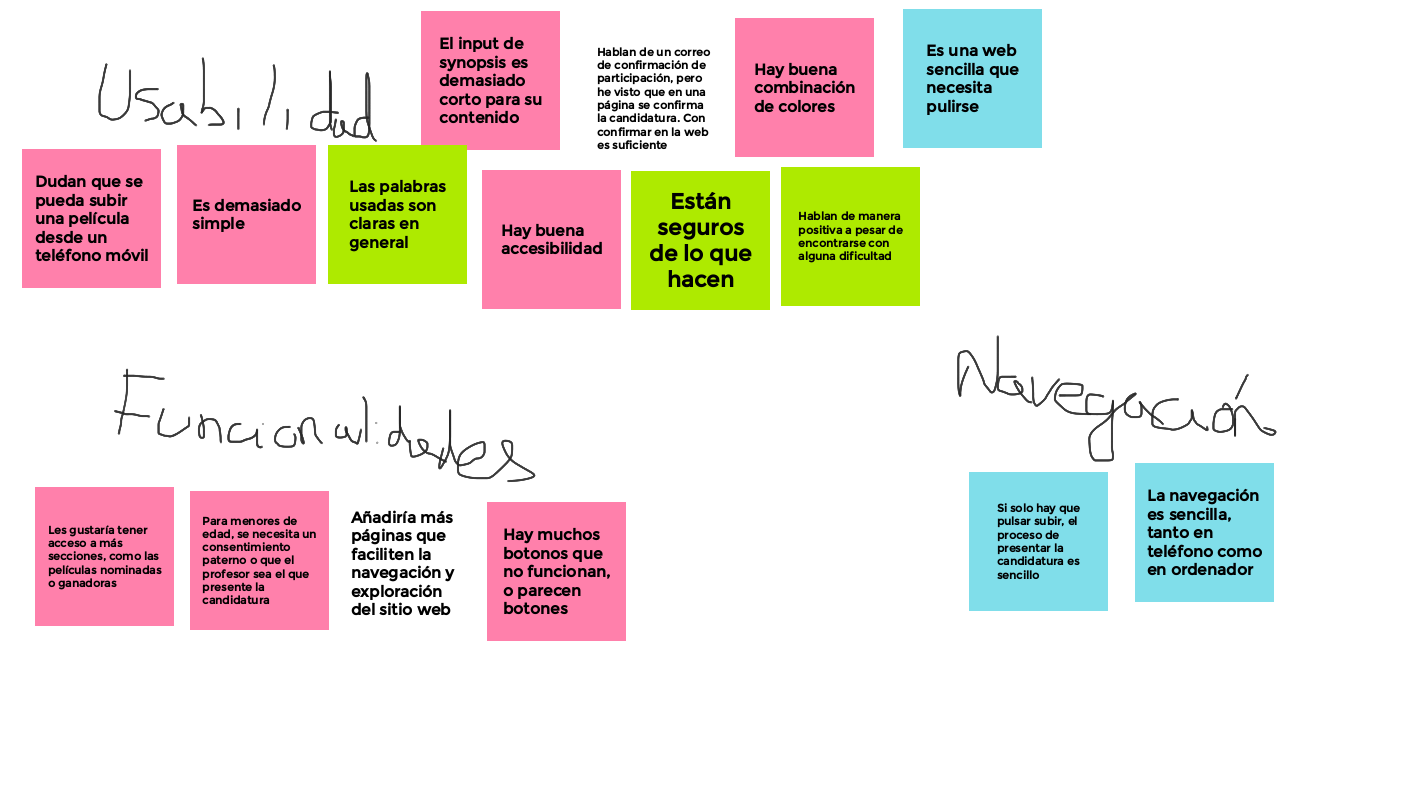 Usabilidad
El input de
synopsis es
demasiado
corto para su
contenido
Hablan de un correo
de confirmación de
participación, pero
he visto que en una
página se confirma
la candidatura. Con
confirmar en la web
es suficiente
Hay buena
combinación
de colores
Es una web
sencilla que
necesita
pulirse
Dudan que se
pueda subir
una película
desde un
teléfono móvil
Es demasiado
simple
Las palabras
usadas son
claras en
general
Hay buena
accesibilidad
Están
seguros
de lo que
hacen
Hablan de manera
positiva a pesar de
encontrarse con
alguna dificultad
Funcionalidades
Les gustaría tener
acceso a más
secciones, como las
películas nominadas
o ganadoras
Para menores de
edad, se necesita un
consentimiento
paterno o que el
profesor sea el que
presente la
candidatura
Añadiría más
páginas que
faciliten la
navegación y
exploración
del sitio web
Hay muchos
botonos que
no funcionan,
o parecen
botones
Navegación
Si solo hay que
pulsar subir, el
proceso de
presentar la
candidatura es
sencillo
La navegación
es sencilla,
tanto en
teléfono como
en ordenador